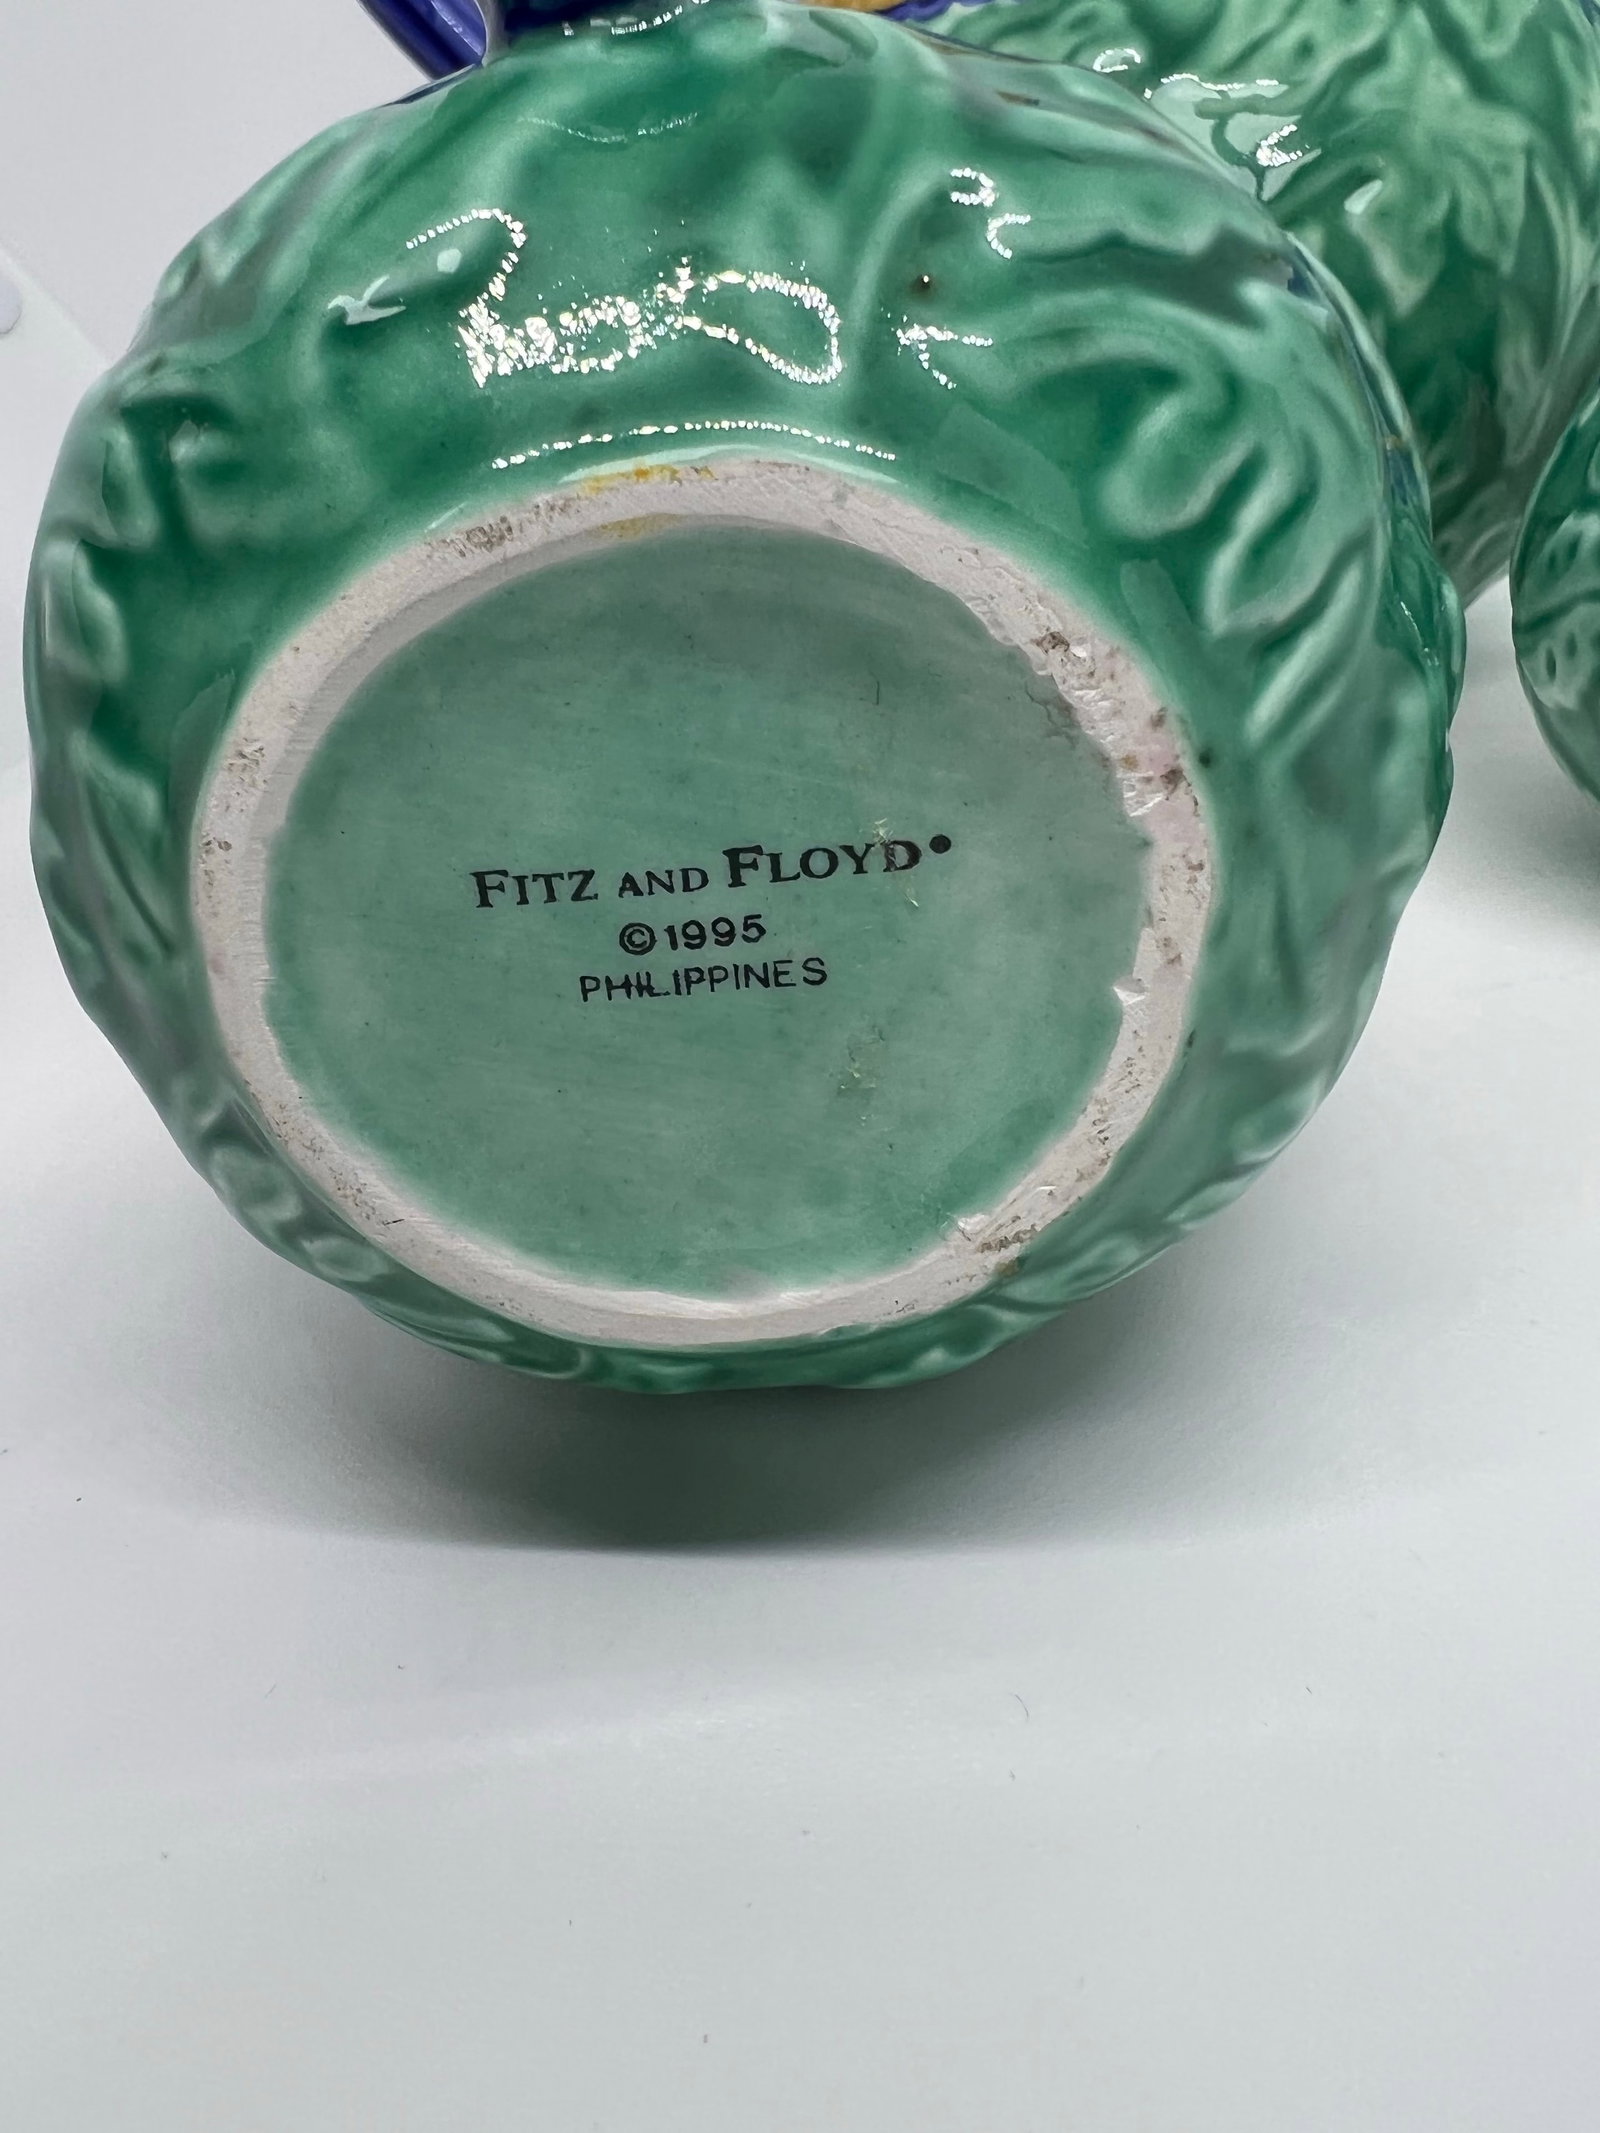 FITZ AND FLOYD®
©1995
PHILIPPINES